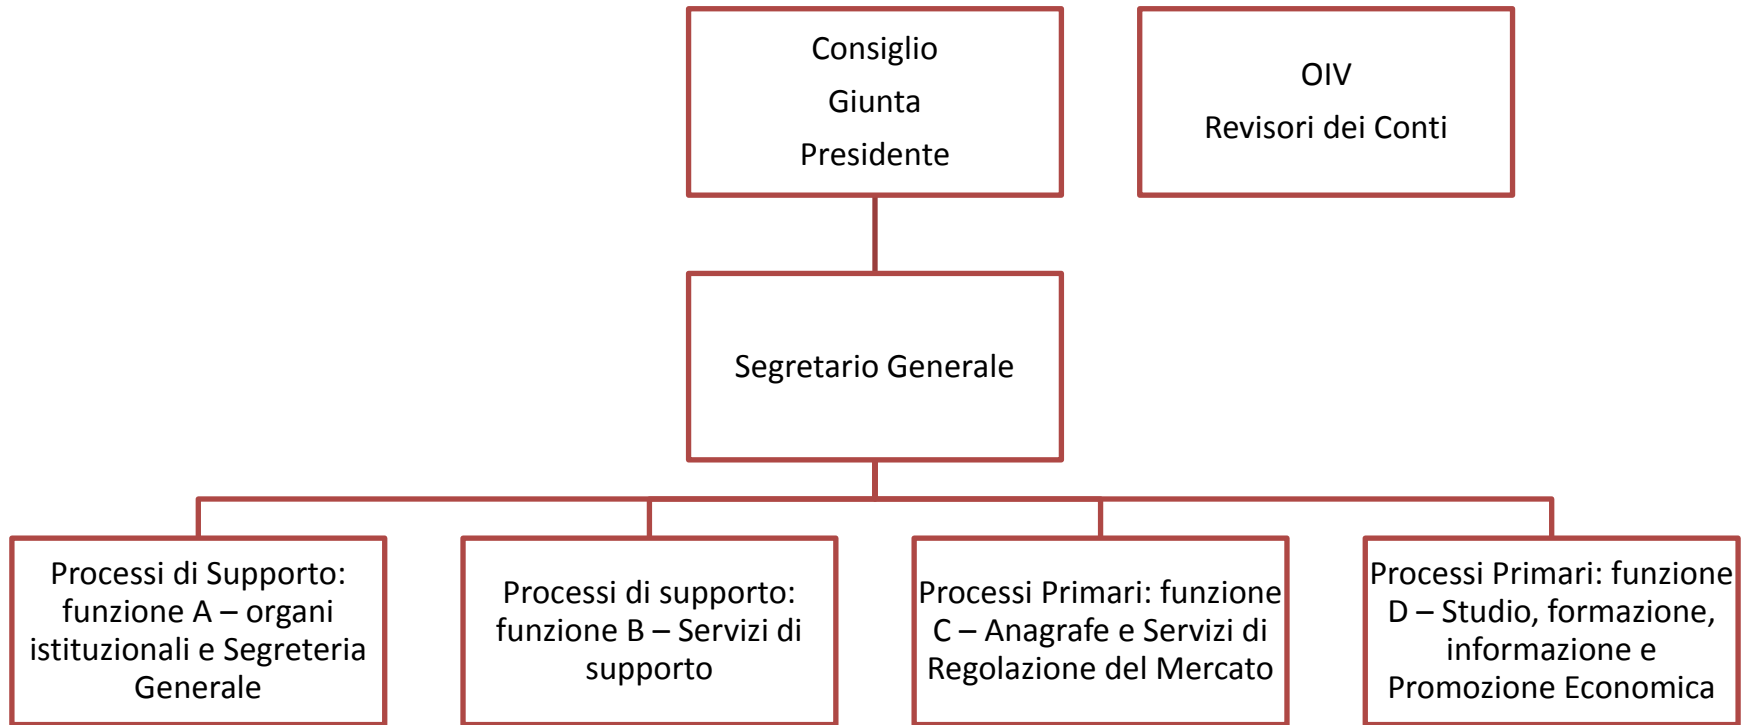 Consiglio
Giunta
Presidente
OIV
Revisori dei Conti
Segretario Generale
Processi di Supporto:
funzione A – organi
istituzionali e Segreteria
Generale
Processi di supporto:
funzione B – Servizi di
supporto
Processi Primari: funzione
C – Anagrafe e Servizi di
Regolazione del Mercato
Processi Primari: funzione
D – Studio, formazione,
informazione e
Promozione Economica